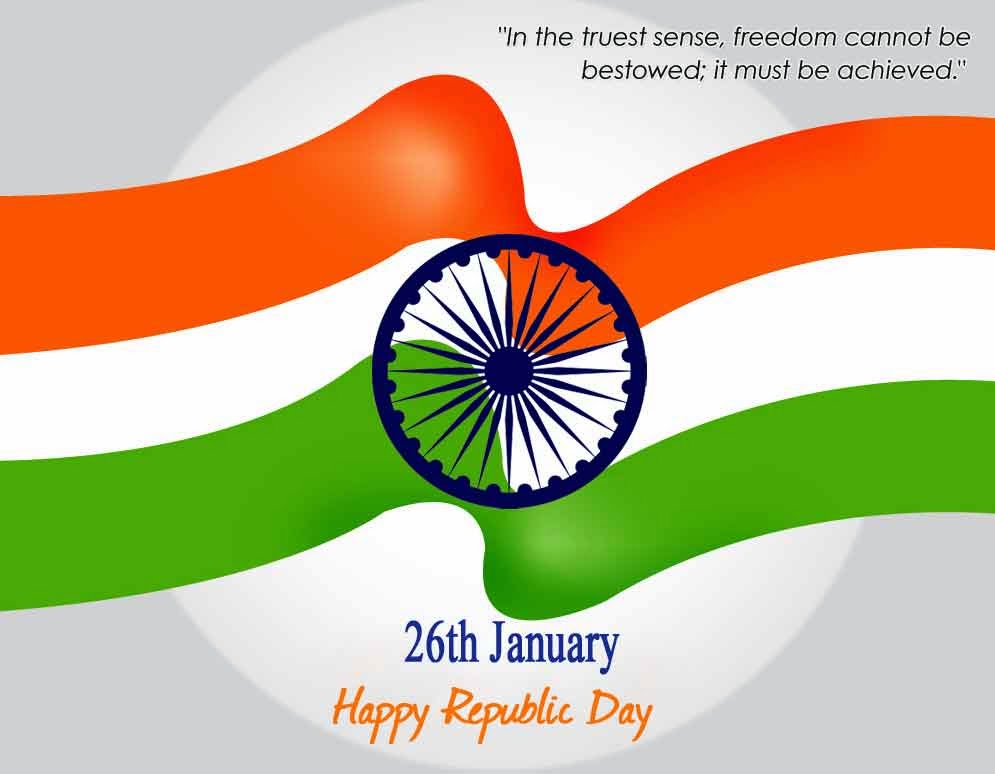 "In the truest sense, freedom cannot be
bestowed; it must be achieved."
26th January
Happy Republic Day